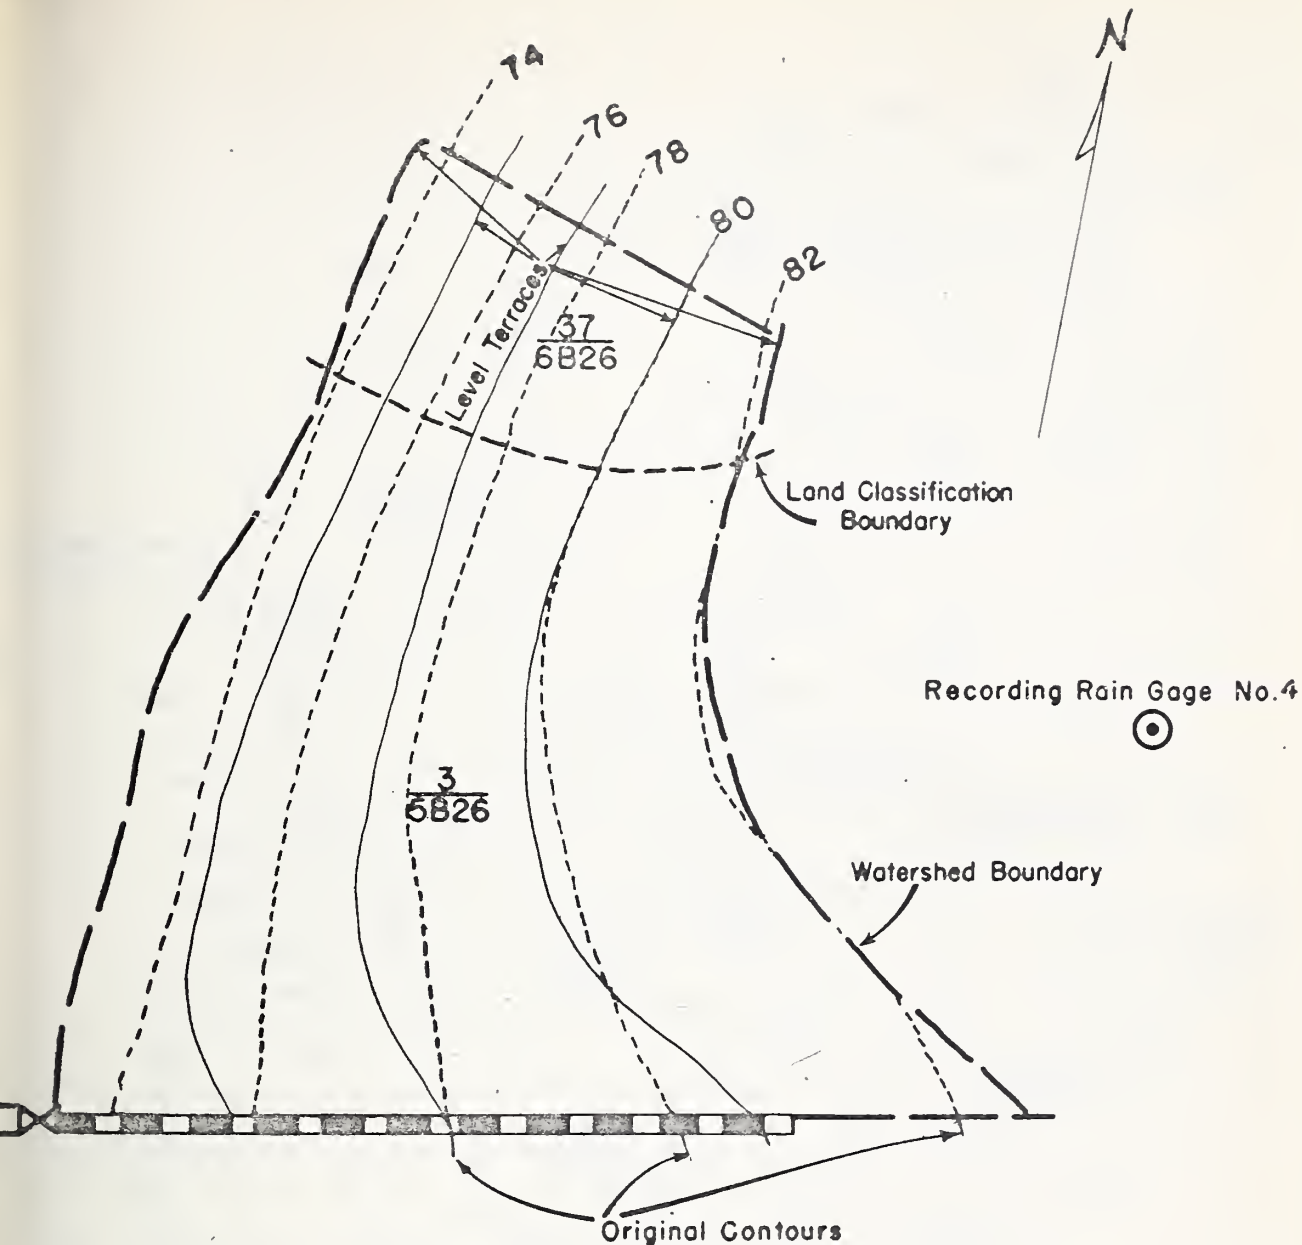 N
74
76
78
80
82
Level Terraces
37
6B26
Land Classification
Boundary
Recording Rain Gage No.4
3
5B26
Watershed Boundary
Original Contours